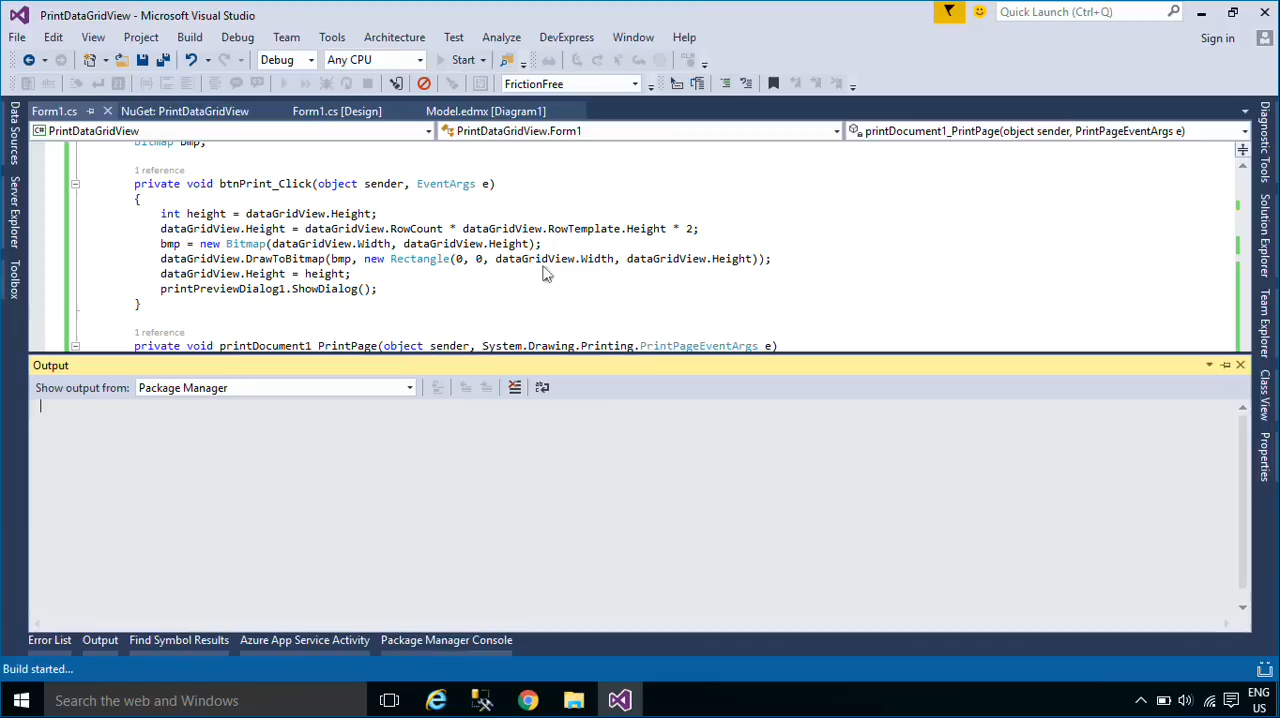 PrintDataGridView - Microsoft Visual Studio
Quick Launch (Ctrl+Q)
File Edit View Project Build Debug Team Tools Architecture Test Analyze DevExpress Window Help
Sign in
Debug Any CPU Start
FrictionFree
Form1.cs NuGet: PrintDataGridView Form1.cs [Design] Model.edmx [Diagram1]
PrintDataGridView PrintDataGridView.Form1 printDocument1_PrintPage(object sender, PrintPageEventArgs e)
Bitmap bmp;
1 reference
private void btnPrint_Click(object sender, EventArgs e)
{
int height = dataGridView.Height;
dataGridView.Height = dataGridView.RowCount * dataGridView.RowTemplate.Height * 2;
bmp = new Bitmap(dataGridView.Width, dataGridView.Height);
dataGridView.DrawToBitmap(bmp, new Rectangle(0, 0, dataGridView.Width, dataGridView.Height));
dataGridView.Height = height;
printPreviewDialog1.ShowDialog();
}
1 reference
private void printDocument1_PrintPage(object sender, System.Drawing.Printing.PrintPageEventArgs e)
Output
Show output from: Package Manager
Error List Output Find Symbol Results Azure App Service Activity Package Manager Console
Build started...
Search the web and Windows
ENG
US
Data Sources
Server Explorer
Toolbox
Diagnostic Tools
Solution Explorer
Team Explorer
Class View
Properties